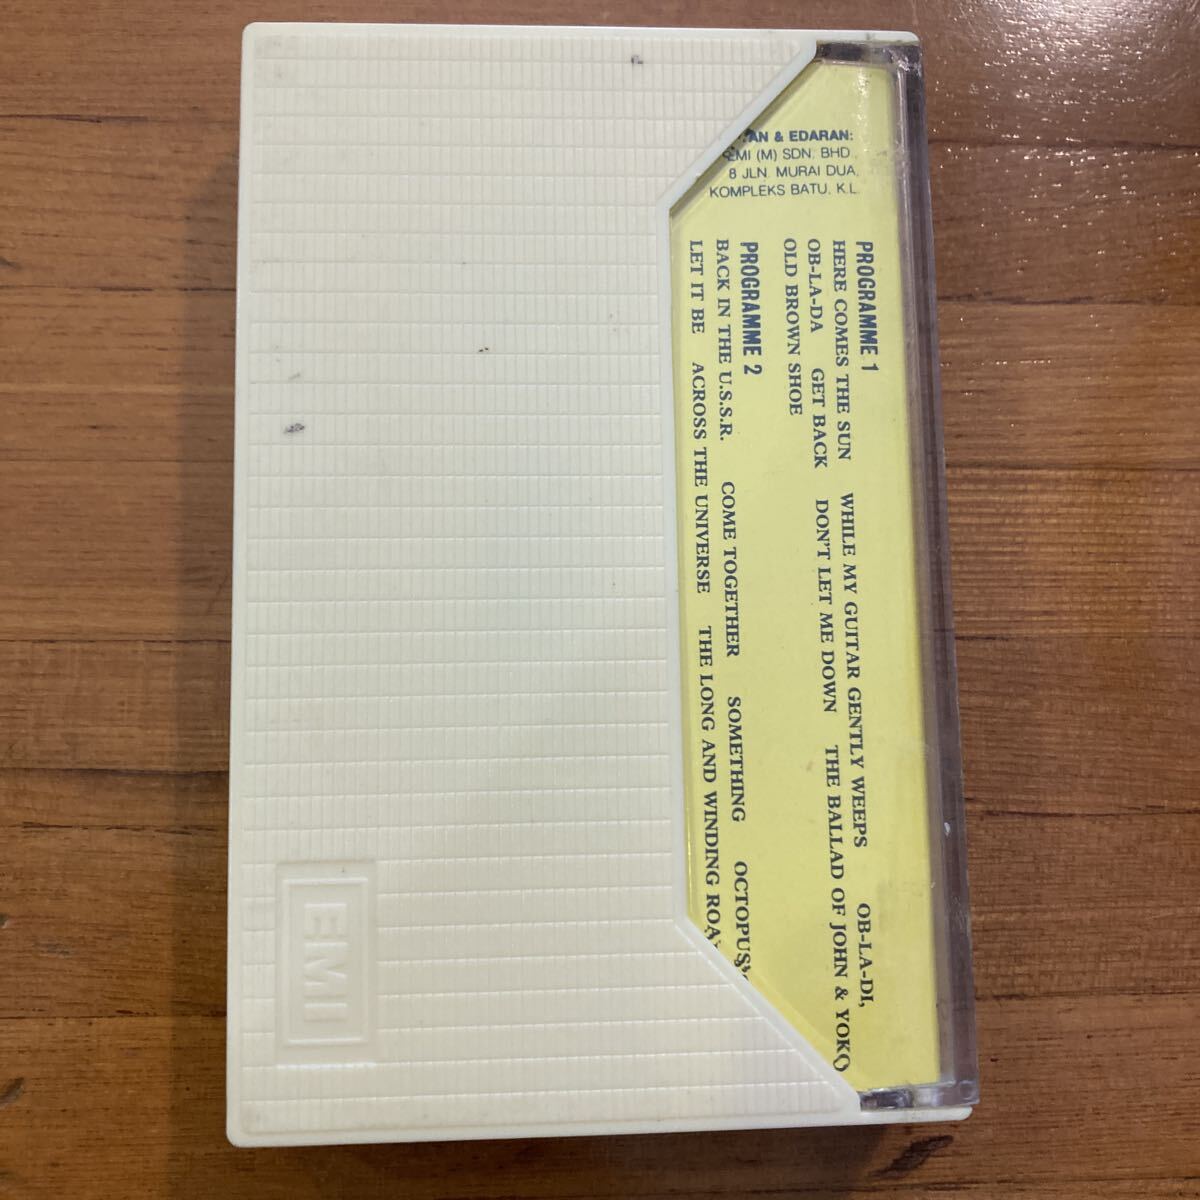 AN & EDARAN:
EMI (M) SDN. BHD.,
8 JLN. MURAI DUA,
KOMPLEKS BATU, K.L.
PROGRAMME 1
HERE COMES THE SUN WHILE MY GUITAR GENTLY WEEPS OB-LA-DI,
OB-LA-DA GET BACK DON'T LET ME DOWN THE BALLAD OF JOHN & YOKO
OLD BROWN SHOE
PROGRAMME 2
BACK IN THE U.S.S.R. COME TOGETHER SOMETHING OCTOPUS'
LET IT BE ACROSS THE UNIVERSE THE LONG AND WINDING ROA
EMI